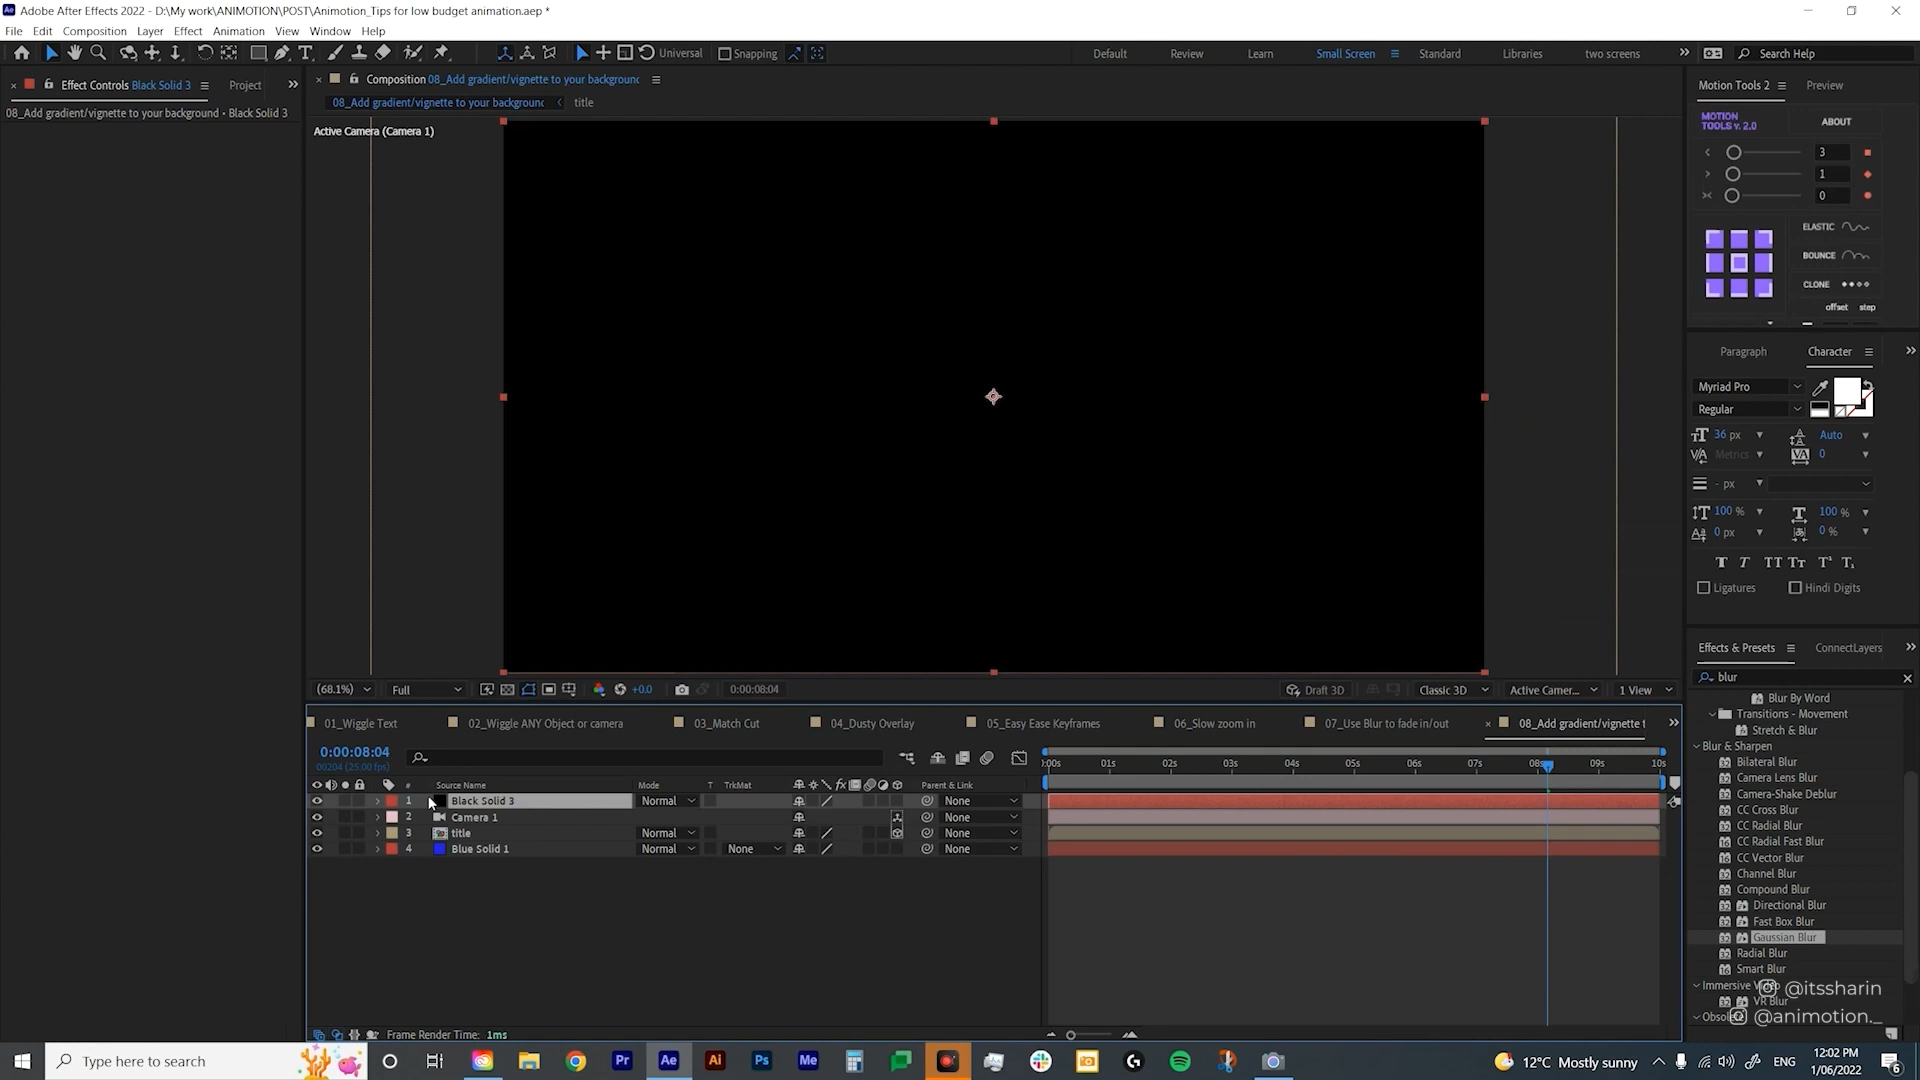 Adobe After Effects 2022 - D:\My work\ANIMOTION\POST\Animotion_Tips for low budget animation.aep *
File Edit Composition Layer Effect Animation View Window Help
Universal Snapping Default Review Learn Small Screen Standard Libraries two screens Search Help
Effect Controls Black Solid 3 Project
08_Add gradient/vignette to your background • Black Solid 3
Composition 08_Add gradient/vignette to your background
08_Add gradient/vignette to your background title
Active Camera (Camera 1)
Motion Tools 2 Preview
MOTION TOOLS v. 2.0 ABOUT
3
1
0
ELASTIC
BOUNCE
CLONE
offset step
Paragraph Character
Myriad Pro
Regular
36 px Auto
Metrics 0
- px
100 % 100 %
0 px 0 %
Ligatures Hindi Digits
Effects & Presets ConnectLayers
blur
Blur By Word
Transitions - Movement
Stretch & Blur
Blur & Sharpen
Bilateral Blur
Camera Lens Blur
Camera-Shake Deblur
CC Cross Blur
CC Radial Blur
CC Radial Fast Blur
CC Vector Blur
Channel Blur
Compound Blur
Directional Blur
Fast Box Blur
Gaussian Blur
Radial Blur
Smart Blur
VR Blur
@itssharin
@animotion._
(68.1%) Full +0.0 0:00:08:04 Draft 3D Classic 3D Active Camer... 1 View
01_Wiggle Text 02_Wiggle ANY Object or camera 03_Match Cut 04_Dusty Overlay 05_Easy Ease Keyframes 06_Slow zoom in 07_Use Blur to fade in/out 08_Add gradient/vignette t
0:00:08:04
00204 (25.00 fps)
:00s 01s 02s 03s 04s 05s 06s 07s 08s 09s 10s
# Source Name Mode T TrkMat Parent & Link
1 Black Solid 3 Normal None
2 Camera 1 None
3 title Normal None
4 Blue Solid 1 Normal None None
Frame Render Time: 1ms
Type here to search
Pr Ae Ai Ps Me
12°C Mostly sunny ENG 12:02 PM
1/06/2022
6